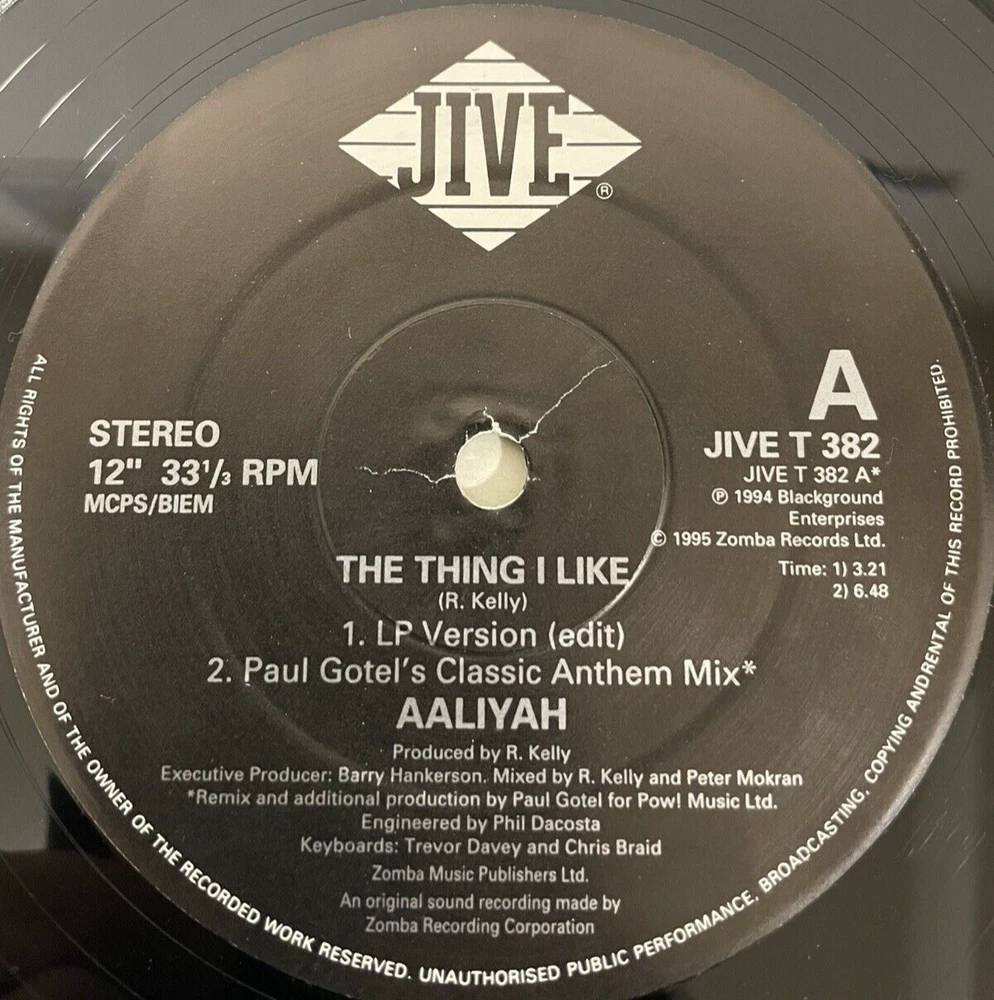 JIVE
®
A
STEREO
12" 33⅓ RPM
MCPS/BIEM
JIVE T 382
JIVE T 382 A*
℗ 1994 Blackground
Enterprises
© 1995 Zomba Records Ltd.
Time: 1) 3.21
2) 6.48
THE THING I LIKE
(R. Kelly)
1. LP Version (edit)
2. Paul Gotel's Classic Anthem Mix*
AALIYAH
Produced by R. Kelly
Executive Producer: Barry Hankerson. Mixed by R. Kelly and Peter Mokran
*Remix and additional production by Paul Gotel for Pow! Music Ltd.
Engineered by Phil Dacosta
Keyboards: Trevor Davey and Chris Braid
Zomba Music Publishers Ltd.
An original sound recording made by
Zomba Recording Corporation
ALL RIGHTS OF THE MANUFACTURER AND OF THE OWNER OF THE RECORDED WORK RESERVED. UNAUTHORISED PUBLIC PERFORMANCE, BROADCASTING, COPYING ANDRENTAL OF THIS RECORD PROHIBITED.